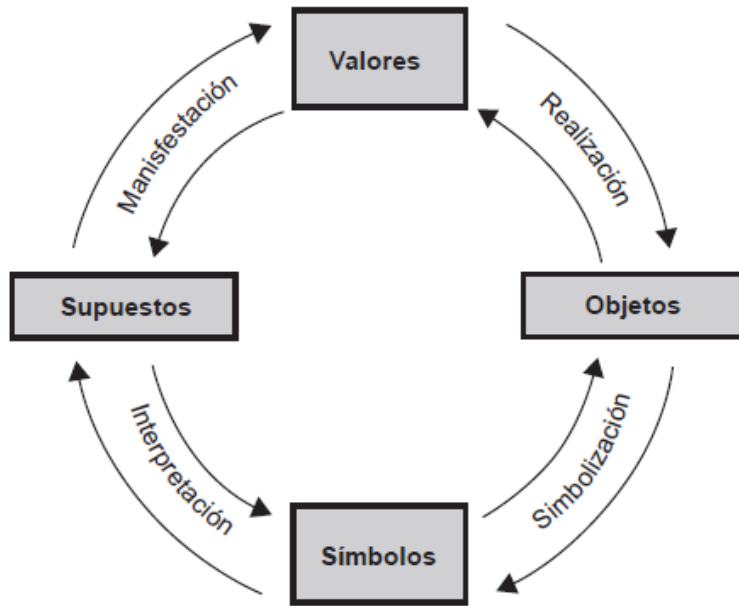 Valores
Manisfestación
Realización
Supuestos
Objetos
Interpretación
Simbolización
Símbolos